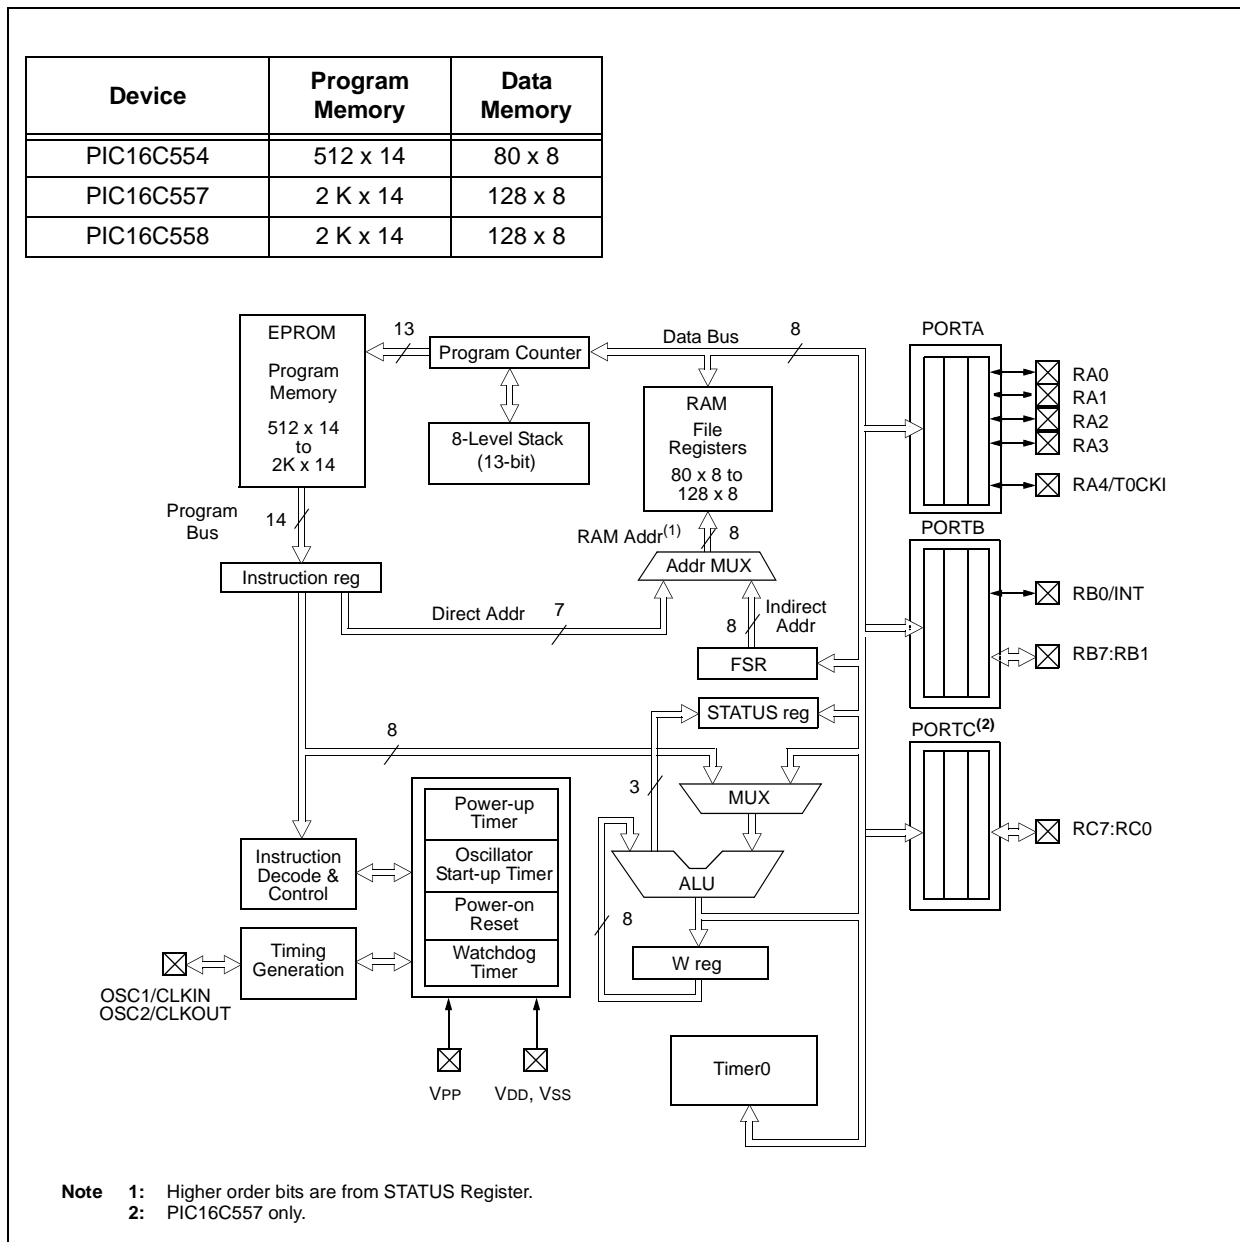 Device Program Memory Data Memory
PIC16C554 512 x 14 80 x 8
PIC16C557 2 K x 14 128 x 8
PIC16C558 2 K x 14 128 x 8
EPROM
Program
Memory
512 x 14
to
2K x 14
13
Program Counter
8-Level Stack
(13-bit)
Data Bus
8
RAM
File
Registers
80 x 8 to
128 x 8
PORTA
RA0
RA1
RA2
RA3
RA4/T0CKI
Program
Bus
14
Instruction reg
RAM Addr(1)
8
Addr MUX
Direct Addr
7
8
Indirect
Addr
FSR
STATUS reg
PORTB
RB0/INT
RB7:RB1
8
3
MUX
PORTC(2)
RC7:RC0
Power-up
Timer
Oscillator
Start-up Timer
Power-on
Reset
Watchdog
Timer
Instruction
Decode &
Control
Timing
Generation
OSC1/CLKIN
OSC2/CLKOUT
ALU
8
W reg
VPP
VDD, VSS
Timer0
Note 1: Higher order bits are from STATUS Register.
2: PIC16C557 only.